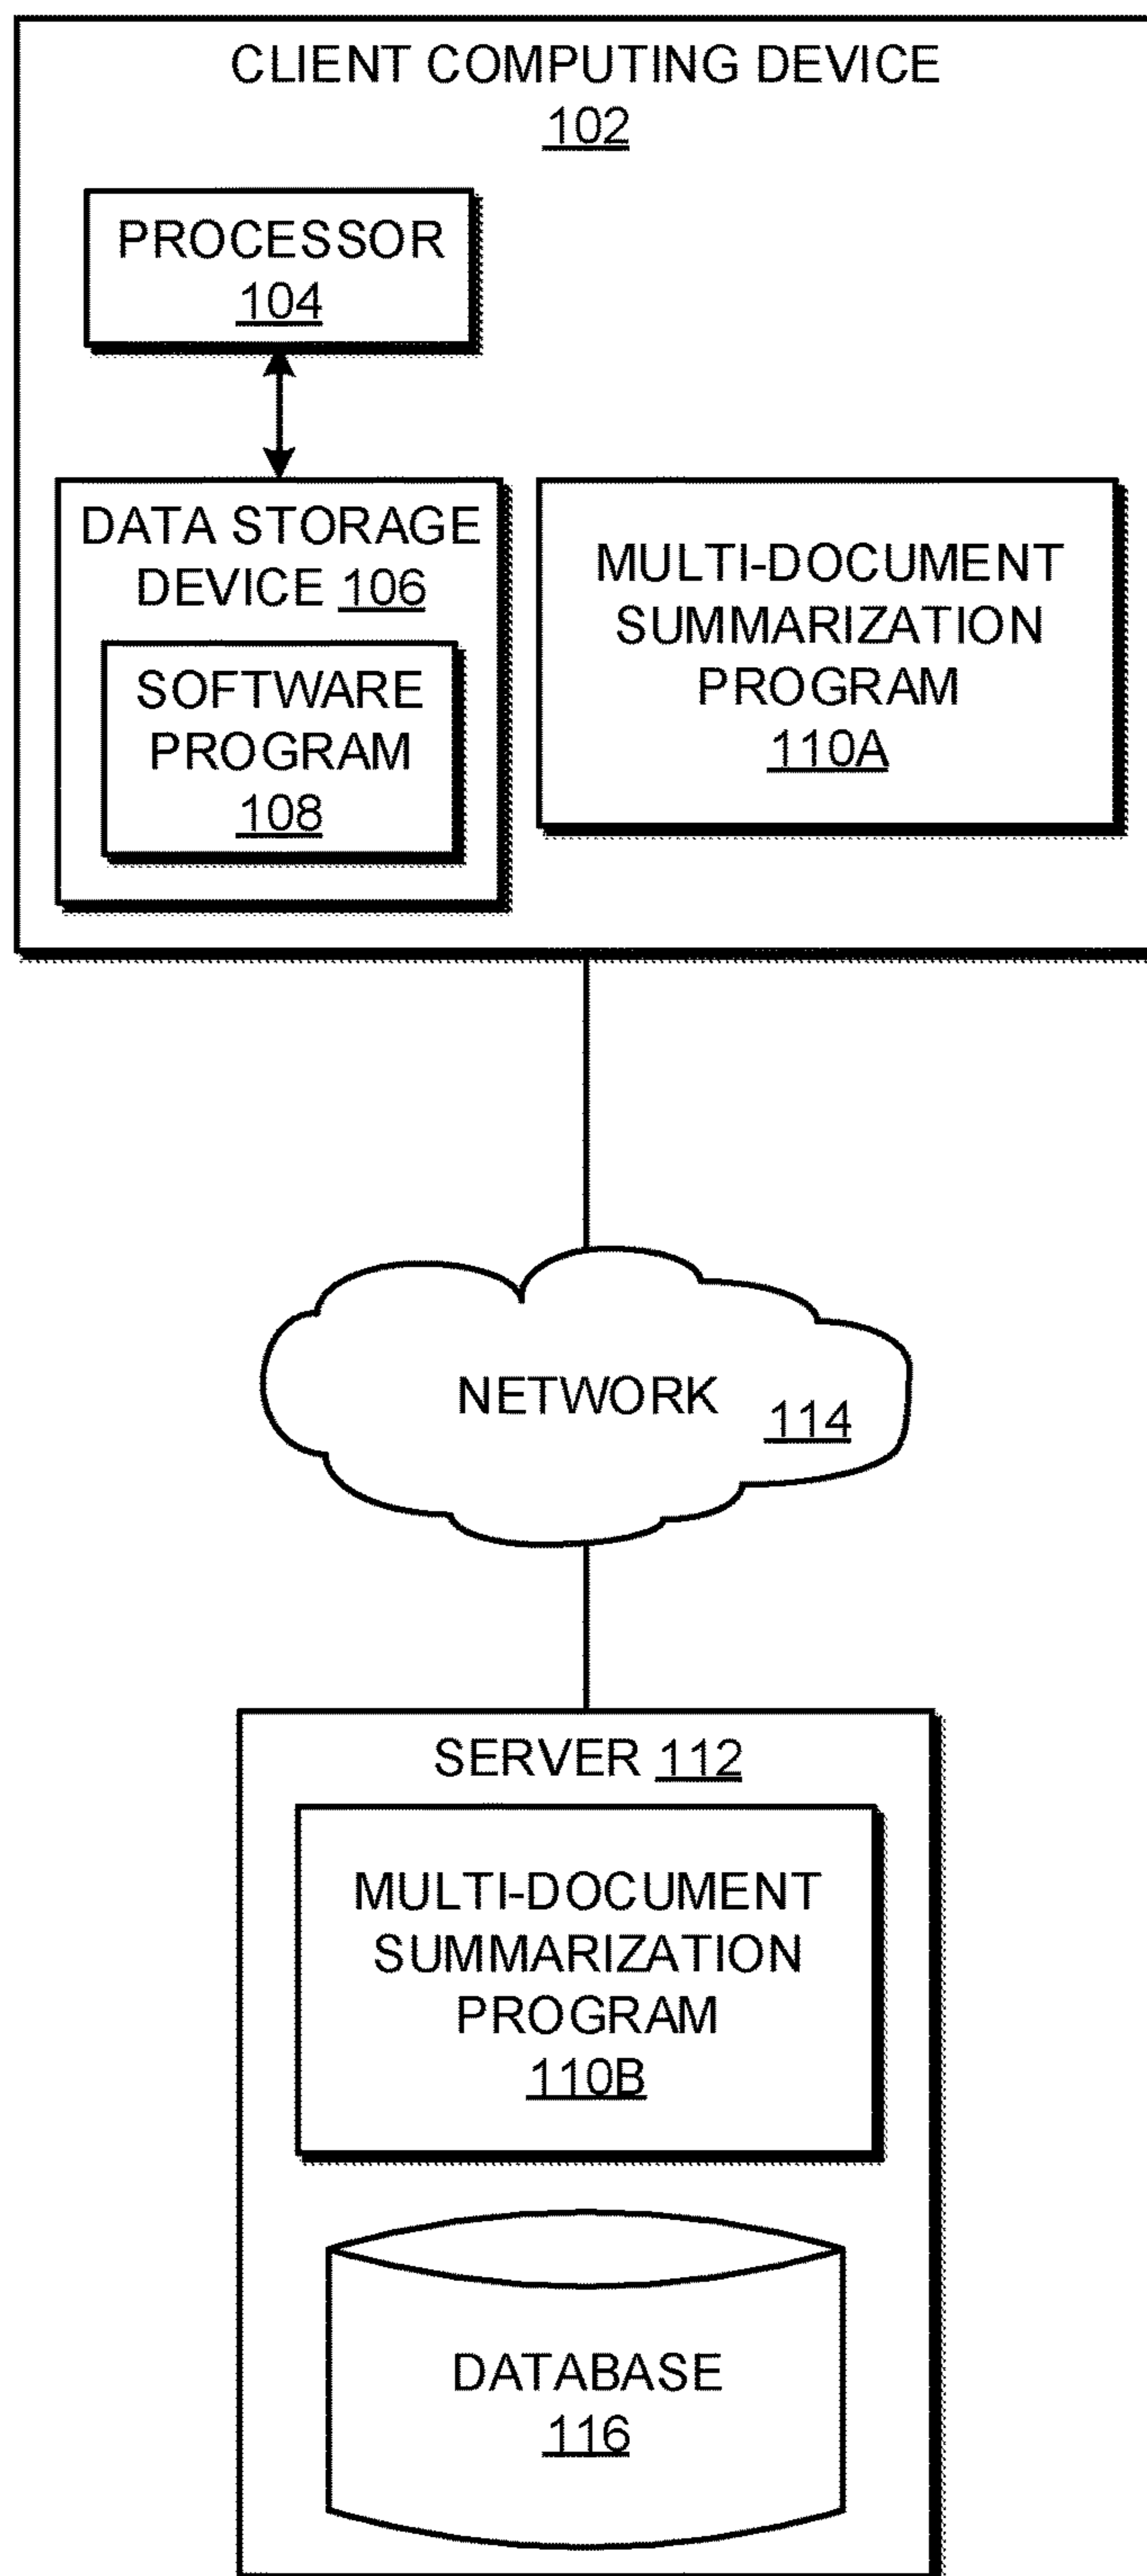 CLIENT COMPUTING DEVICE
102
PROCESSOR
104
DATA STORAGE
DEVICE 106
SOFTWARE
PROGRAM
108
MULTI-DOCUMENT
SUMMARIZATION
PROGRAM
110A
NETWORK 114
SERVER 112
MULTI-DOCUMENT
SUMMARIZATION
PROGRAM
110B
DATABASE
116